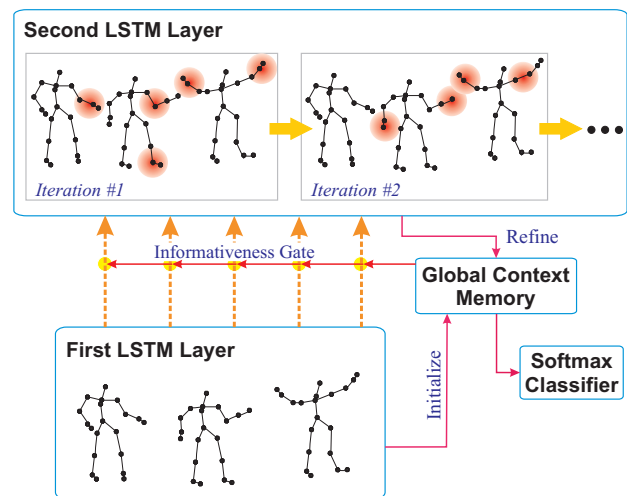 Second LSTM Layer
Iteration #1
Iteration #2
Refine
Informativeness Gate
Global Context
Memory
First LSTM Layer
Initialize
Softmax
Classifier